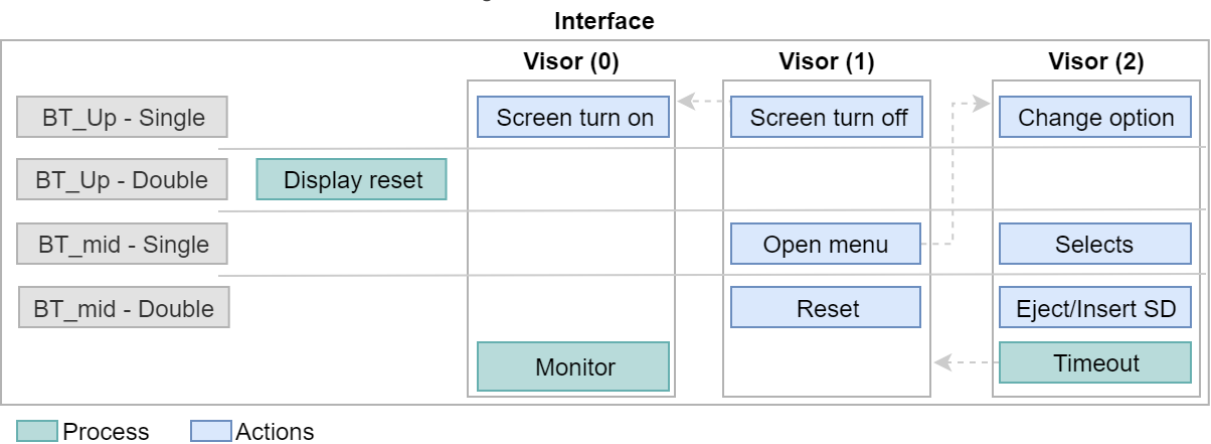 Interface
Visor (0)
Visor (1)
Visor (2)
BT_Up - Single
Screen turn on
Screen turn off
Change option
BT_Up - Double
Display reset
BT_mid - Single
Open menu
Selects
BT_mid - Double
Reset
Eject/Insert SD
Monitor
Timeout
Process
Actions